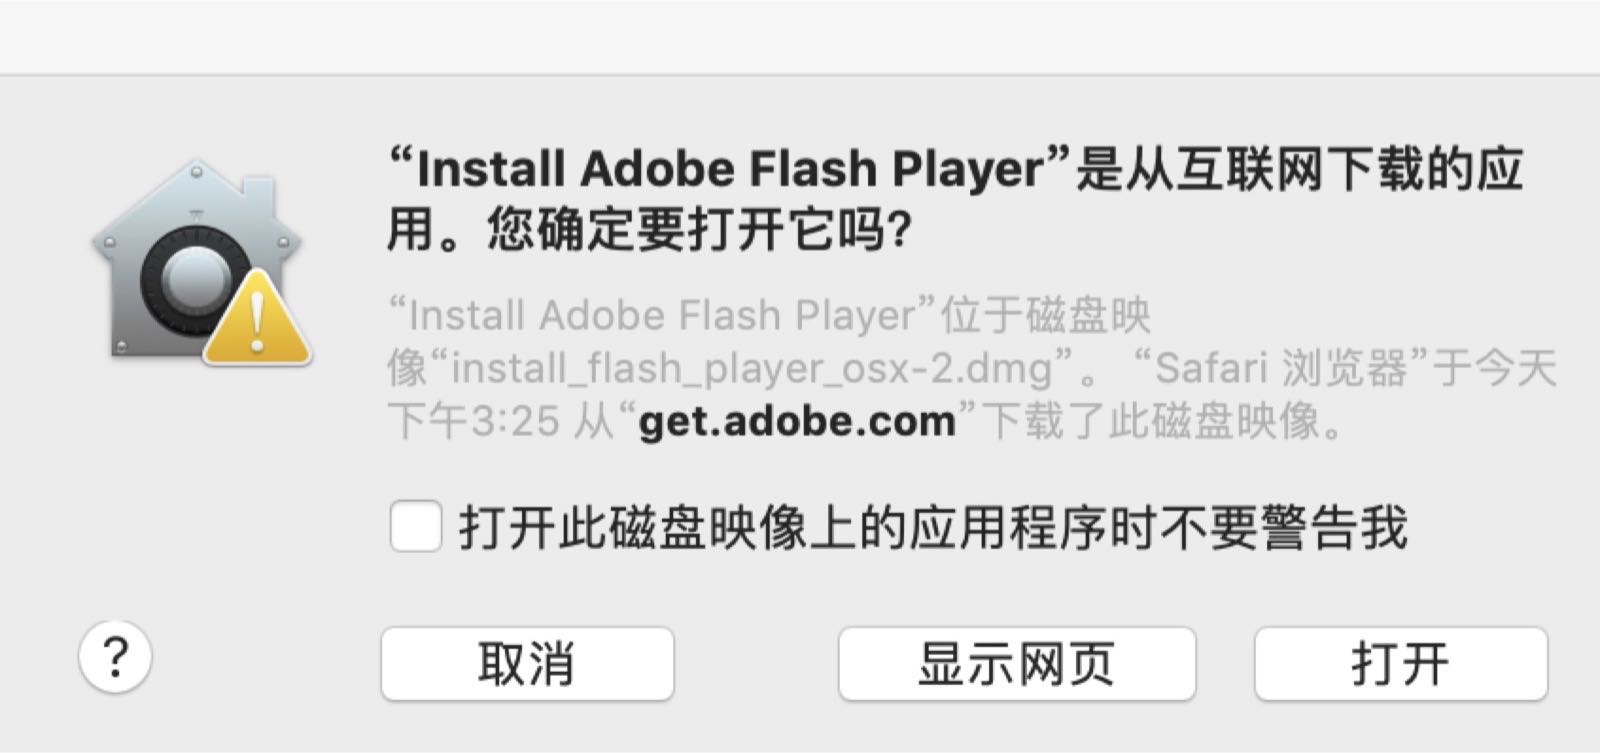 “Install Adobe Flash Player”是从互联网下载的应
用。您确定要打开它吗?
“Install Adobe Flash Player”位于磁盘映
像“install_flash_player_osx-2.dmg”。 “Safari 浏览器”于今天
下午3:25 从“get.adobe.com”下载了此磁盘映像。
打开此磁盘映像上的应用程序时不要警告我
?
取消
显示网页
打开